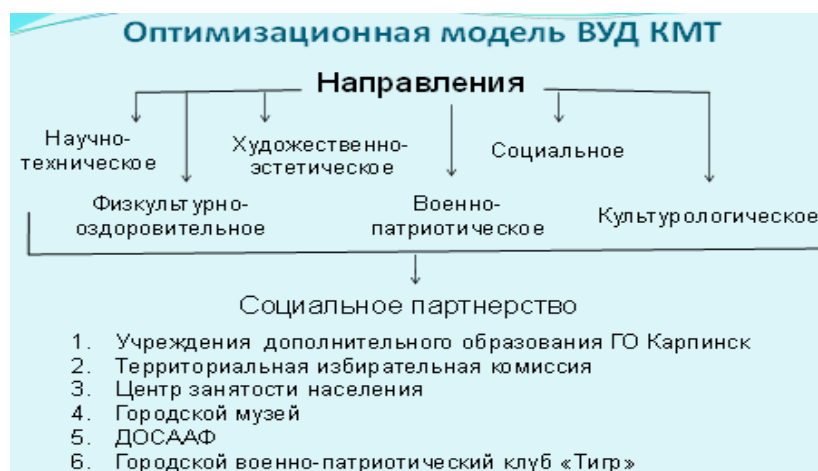 Оптимизационная модель ВУД КМТ
Направления
Научно-
техническое
Художественно-
эстетическое
Социальное
Физкультурно-
оздоровительное
Военно-
патриотическое
Культурологическое
Социальное партнерство
1. Учреждения дополнительного образования ГО Карпинск
2. Территориальная избирательная комиссия
3. Центр занятости населения
4. Городской музей
5. ДОСААФ
6. Городской военно-патриотический клуб «Тигр»